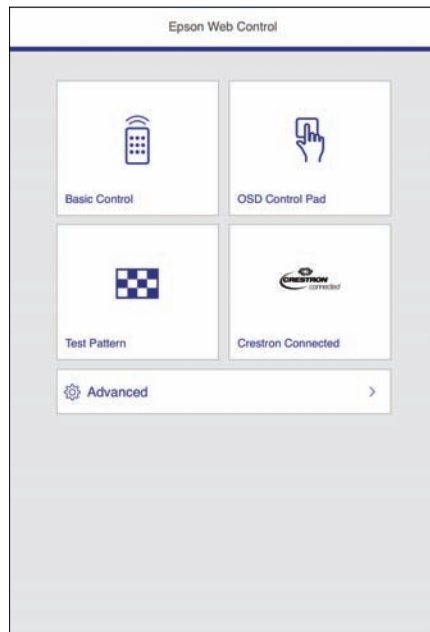 Epson Web Control
Basic Control
OSD Control Pad
CRESTRON
connected
Test Pattern
Crestron Connected
Advanced